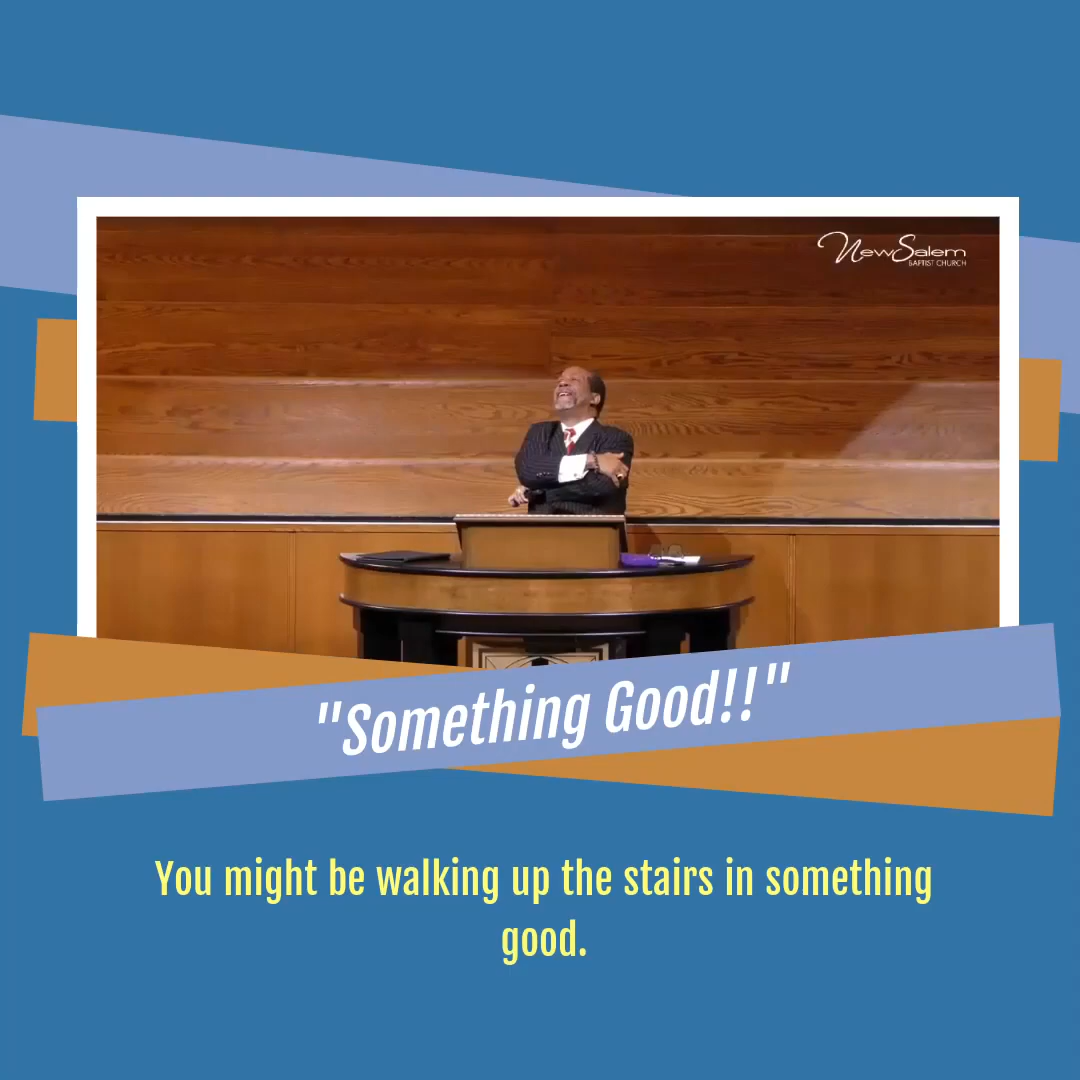 NewSalem
BAPTIST CHURCH
"Something Good!!"
You might be walking up the stairs in something
good.